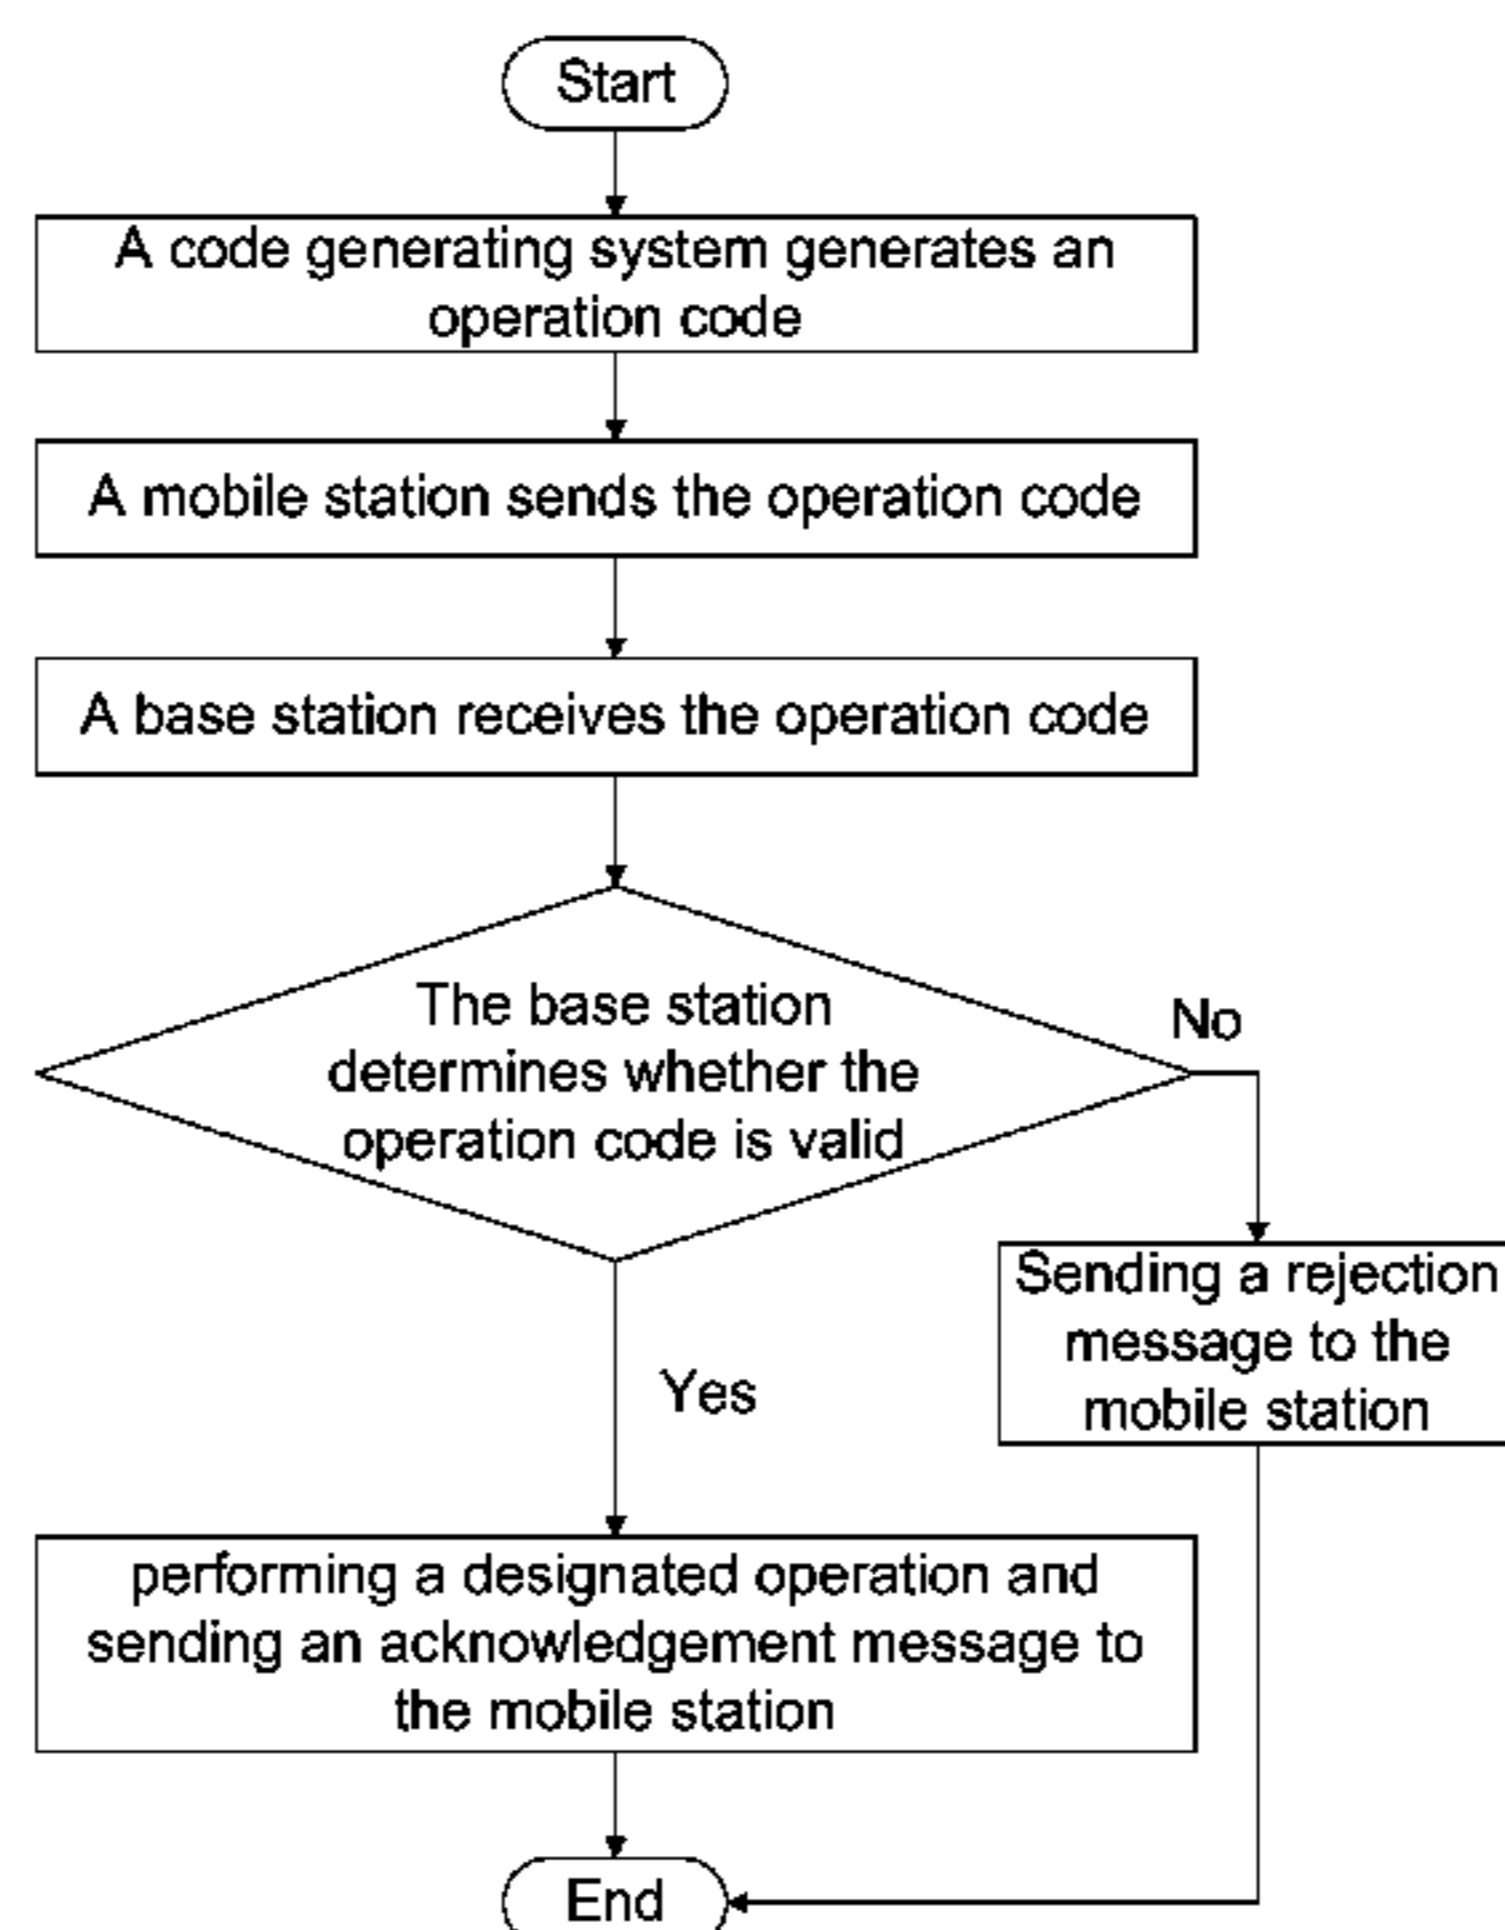 Start
A code generating system generates an
operation code
A mobile station sends the operation code
A base station receives the operation code
The base station
determines whether the
operation code is valid
No
Sending a rejection
message to the
mobile station
Yes
performing a designated operation and
sending an acknowledgement message to
the mobile station
End